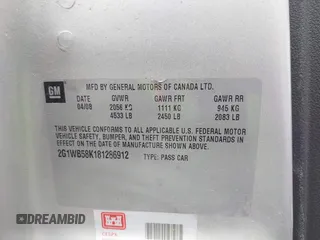 GM
MFD BY GENERAL MOTORS OF CANADA LTD.
DATE GVWR GAWR FRT GAWR RR
04/08 2056 KG 1111 KG 945 KG
4533 LB 2450 LB 2083 LB
THIS VEHICLE CONFORMS TO ALL APPLICABLE U.S. FEDERAL MOTOR
VEHICLE SAFETY, BUMPER, AND THEFT PREVENTION STANDARDS
IN EFFECT ON THE DATE OF MANUFACTURE SHOWN ABOVE.
2G1WB58K181286912 TYPE: PASS CAR
DREAMBID